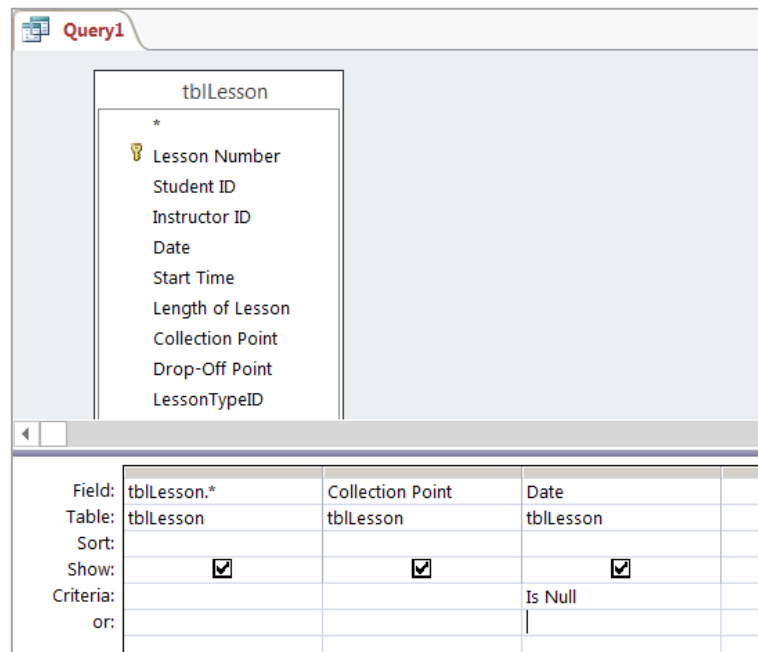 Query1
tblLesson
*
Lesson Number
Student ID
Instructor ID
Date
Start Time
Length of Lesson
Collection Point
Drop-Off Point
LessonTypeID
Field: tblLesson.* Collection Point Date
Table: tblLesson tblLesson tblLesson
Sort:
Show:
Criteria: Is Null
or: